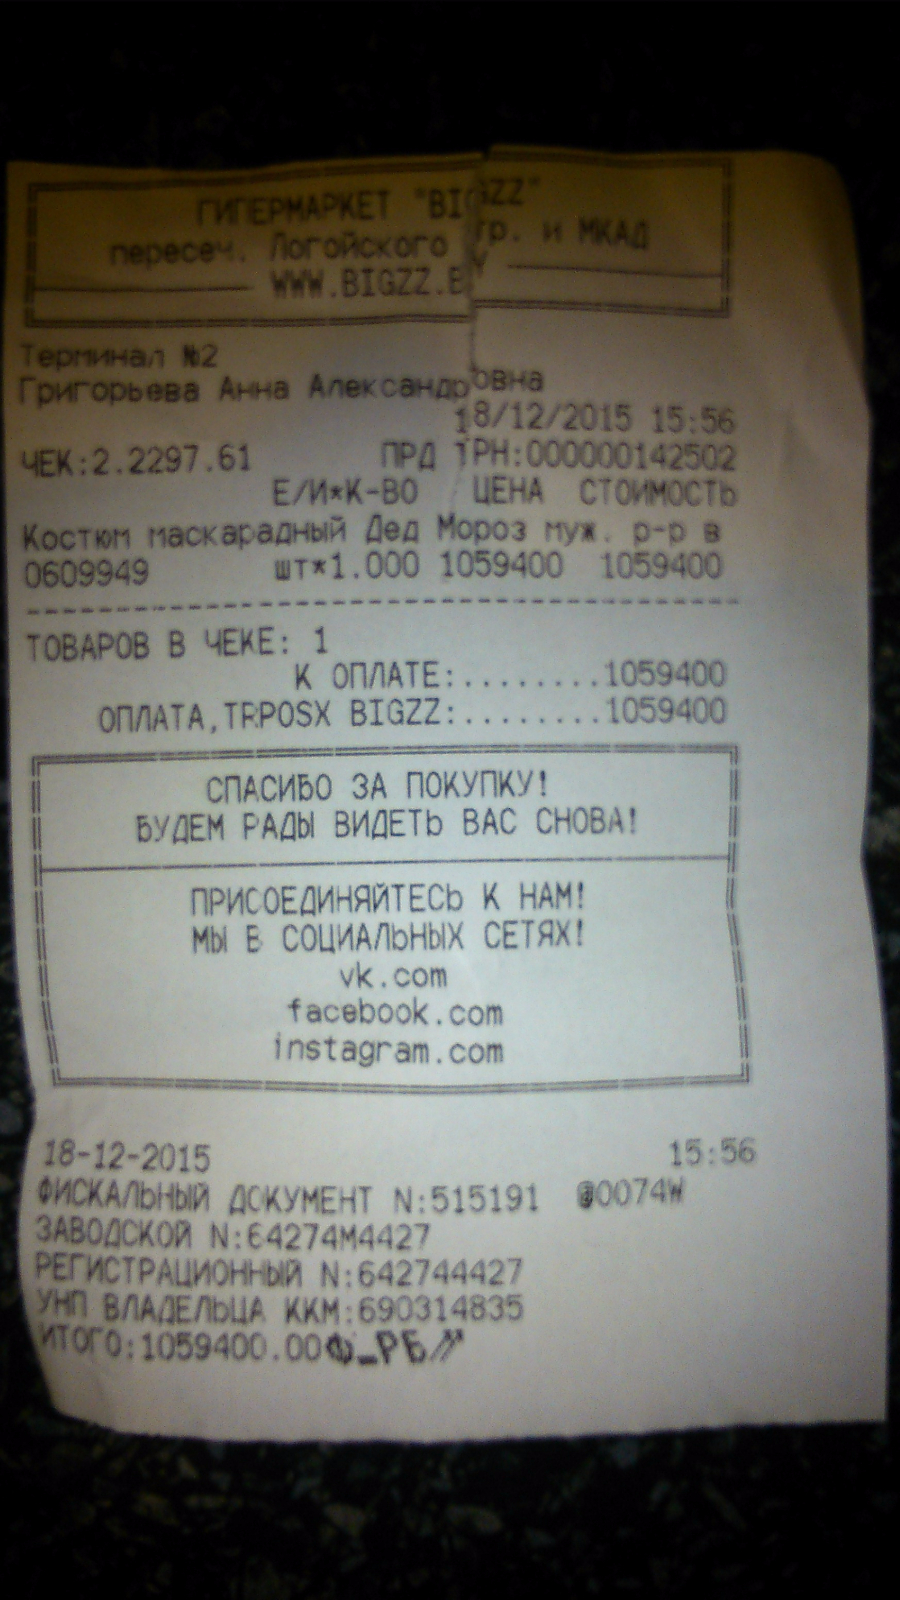 ГИПЕРМАРКЕТ "BIGZZ"
пересеч. Логойского тр. и МКАД
WWW.BIGZZ.BY
Терминал №2
Григорьева Анна Александровна
18/12/2015 15:56
ЧЕК:2.2297.61 ПРД ТРН:000000142502
Е/И*К-ВО ЦЕНА СТОИМОСТЬ
Костюм маскарадный Дед Мороз муж. р-р в
0609949 шт*1.000 1059400 1059400
ТОВАРОВ В ЧЕКЕ: 1
К ОПЛАТЕ:........1059400
ОПЛАТА,TRPOSX BIGZZ:........1059400
СПАСИБО ЗА ПОКУПКУ!
БУДЕМ РАДЫ ВИДЕТЬ ВАС СНОВА!
ПРИСОЕДИНЯЙТЕСЬ К НАМ!
МЫ В СОЦИАЛЬНЫХ СЕТЯХ!
vk.com
facebook.com
instagram.com
18-12-2015 15:56
ФИСКАЛЬНЫЙ ДОКУМЕНТ N:515191 @0074W
ЗАВОДСКОЙ N:64274M4427
РЕГИСТРАЦИОННЫЙ N:642744427
УНП ВЛАДЕЛЬЦА ККМ:690314835
ИТОГО:1059400.00